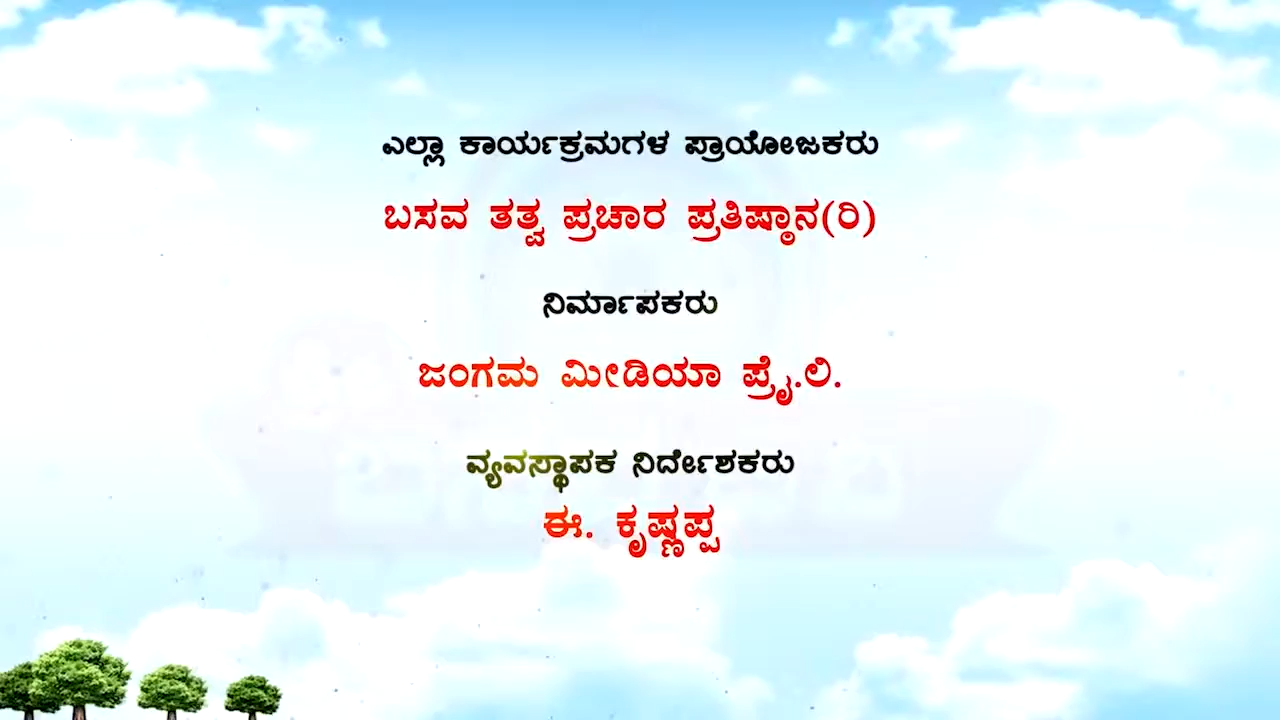 ಎಲ್ಲಾ ಕಾರ್ಯಕ್ರಮಗಳ ಪ್ರಾಯೋಜಕರು
ಬಸವ ತತ್ವ ಪ್ರಚಾರ ಪ್ರತಿಷ್ಠಾನ(ರಿ)
ನಿರ್ಮಾಪಕರು
ಜಂಗಮ ಮೀಡಿಯಾ ಪ್ರೈ.ಲಿ.
ವ್ಯವಸ್ಥಾಪಕ ನಿರ್ದೇಶಕರು
ಈ. ಕೃಷ್ಣಪ್ಪ